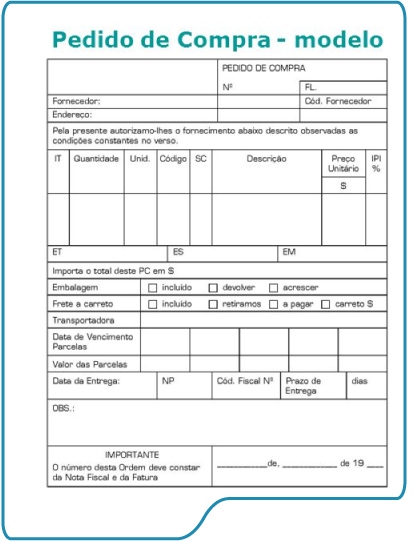 Pedido de Compra - modelo
PEDIDO DE COMPRA
Nº FL.
Fornecedor: Cód. Fornecedor
Endereço:
Pela presente autorizamo-lhes o fornecimento abaixo descrito observadas as
condições constantes no verso.
IT Quantidade Unid. Código SC Descrição Preço Unitário IPI %
$
ET ES EM
Importa o total deste PC em $
Embalagem incluído devolver acrescer
Frete a carreto incluído retiramos a pagar carreto $
Transportadora
Data de Vencimento
Parcelas
Valor das Parcelas
Data da Entrega: NP Cód. Fiscal Nº Prazo de Entrega dias
OBS.:
IMPORTANTE
O número desta Ordem deve constar
da Nota Fiscal e da Fatura
____________de, _____________ de 19 ____